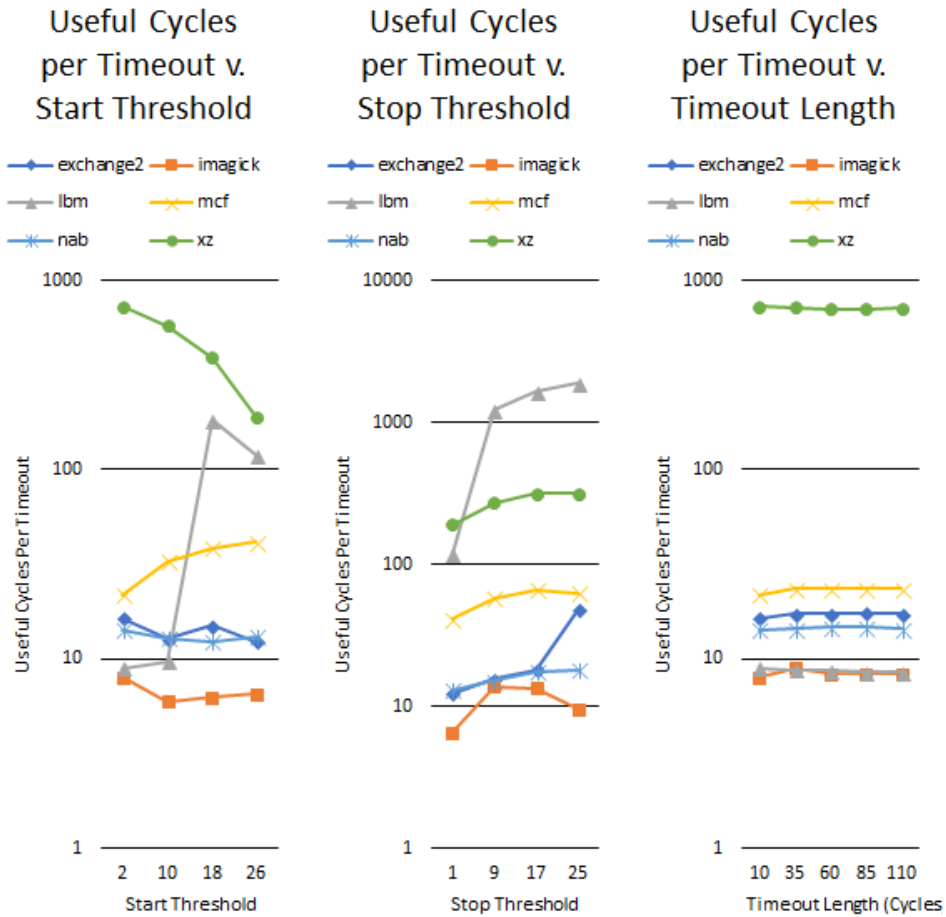 Useful Cycles
per Timeout v.
Start Threshold
exchange2 imagick
lbm mcf
nab xz
1000
100
10
1
Useful Cycles Per Timeout
2 10 18 26
Start Threshold
Useful Cycles
per Timeout v.
Stop Threshold
exchange2 imagick
lbm mcf
nab xz
10000
1000
100
10
1
Useful Cycles Per Timeout
1 9 17 25
Stop Threshold
Useful Cycles
per Timeout v.
Timeout Length
exchange2 imagick
lbm mcf
nab xz
1000
100
10
1
Useful Cycles Per Timeout
10 35 60 85 110
Timeout Length (Cycles